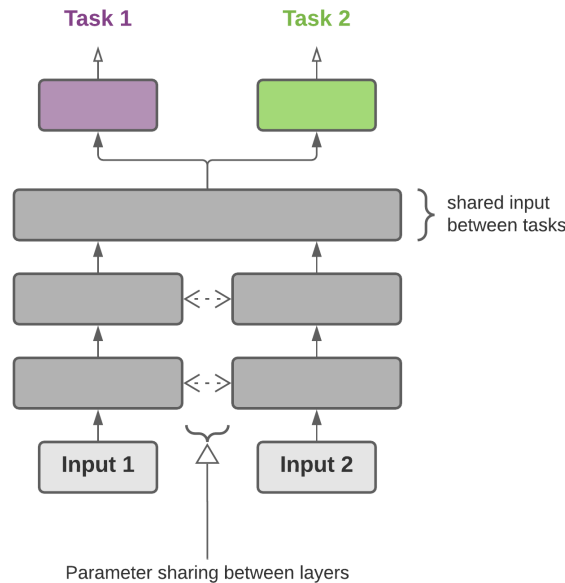 Task 1
Task 2
shared input
between tasks
Input 1
Input 2
Parameter sharing between layers